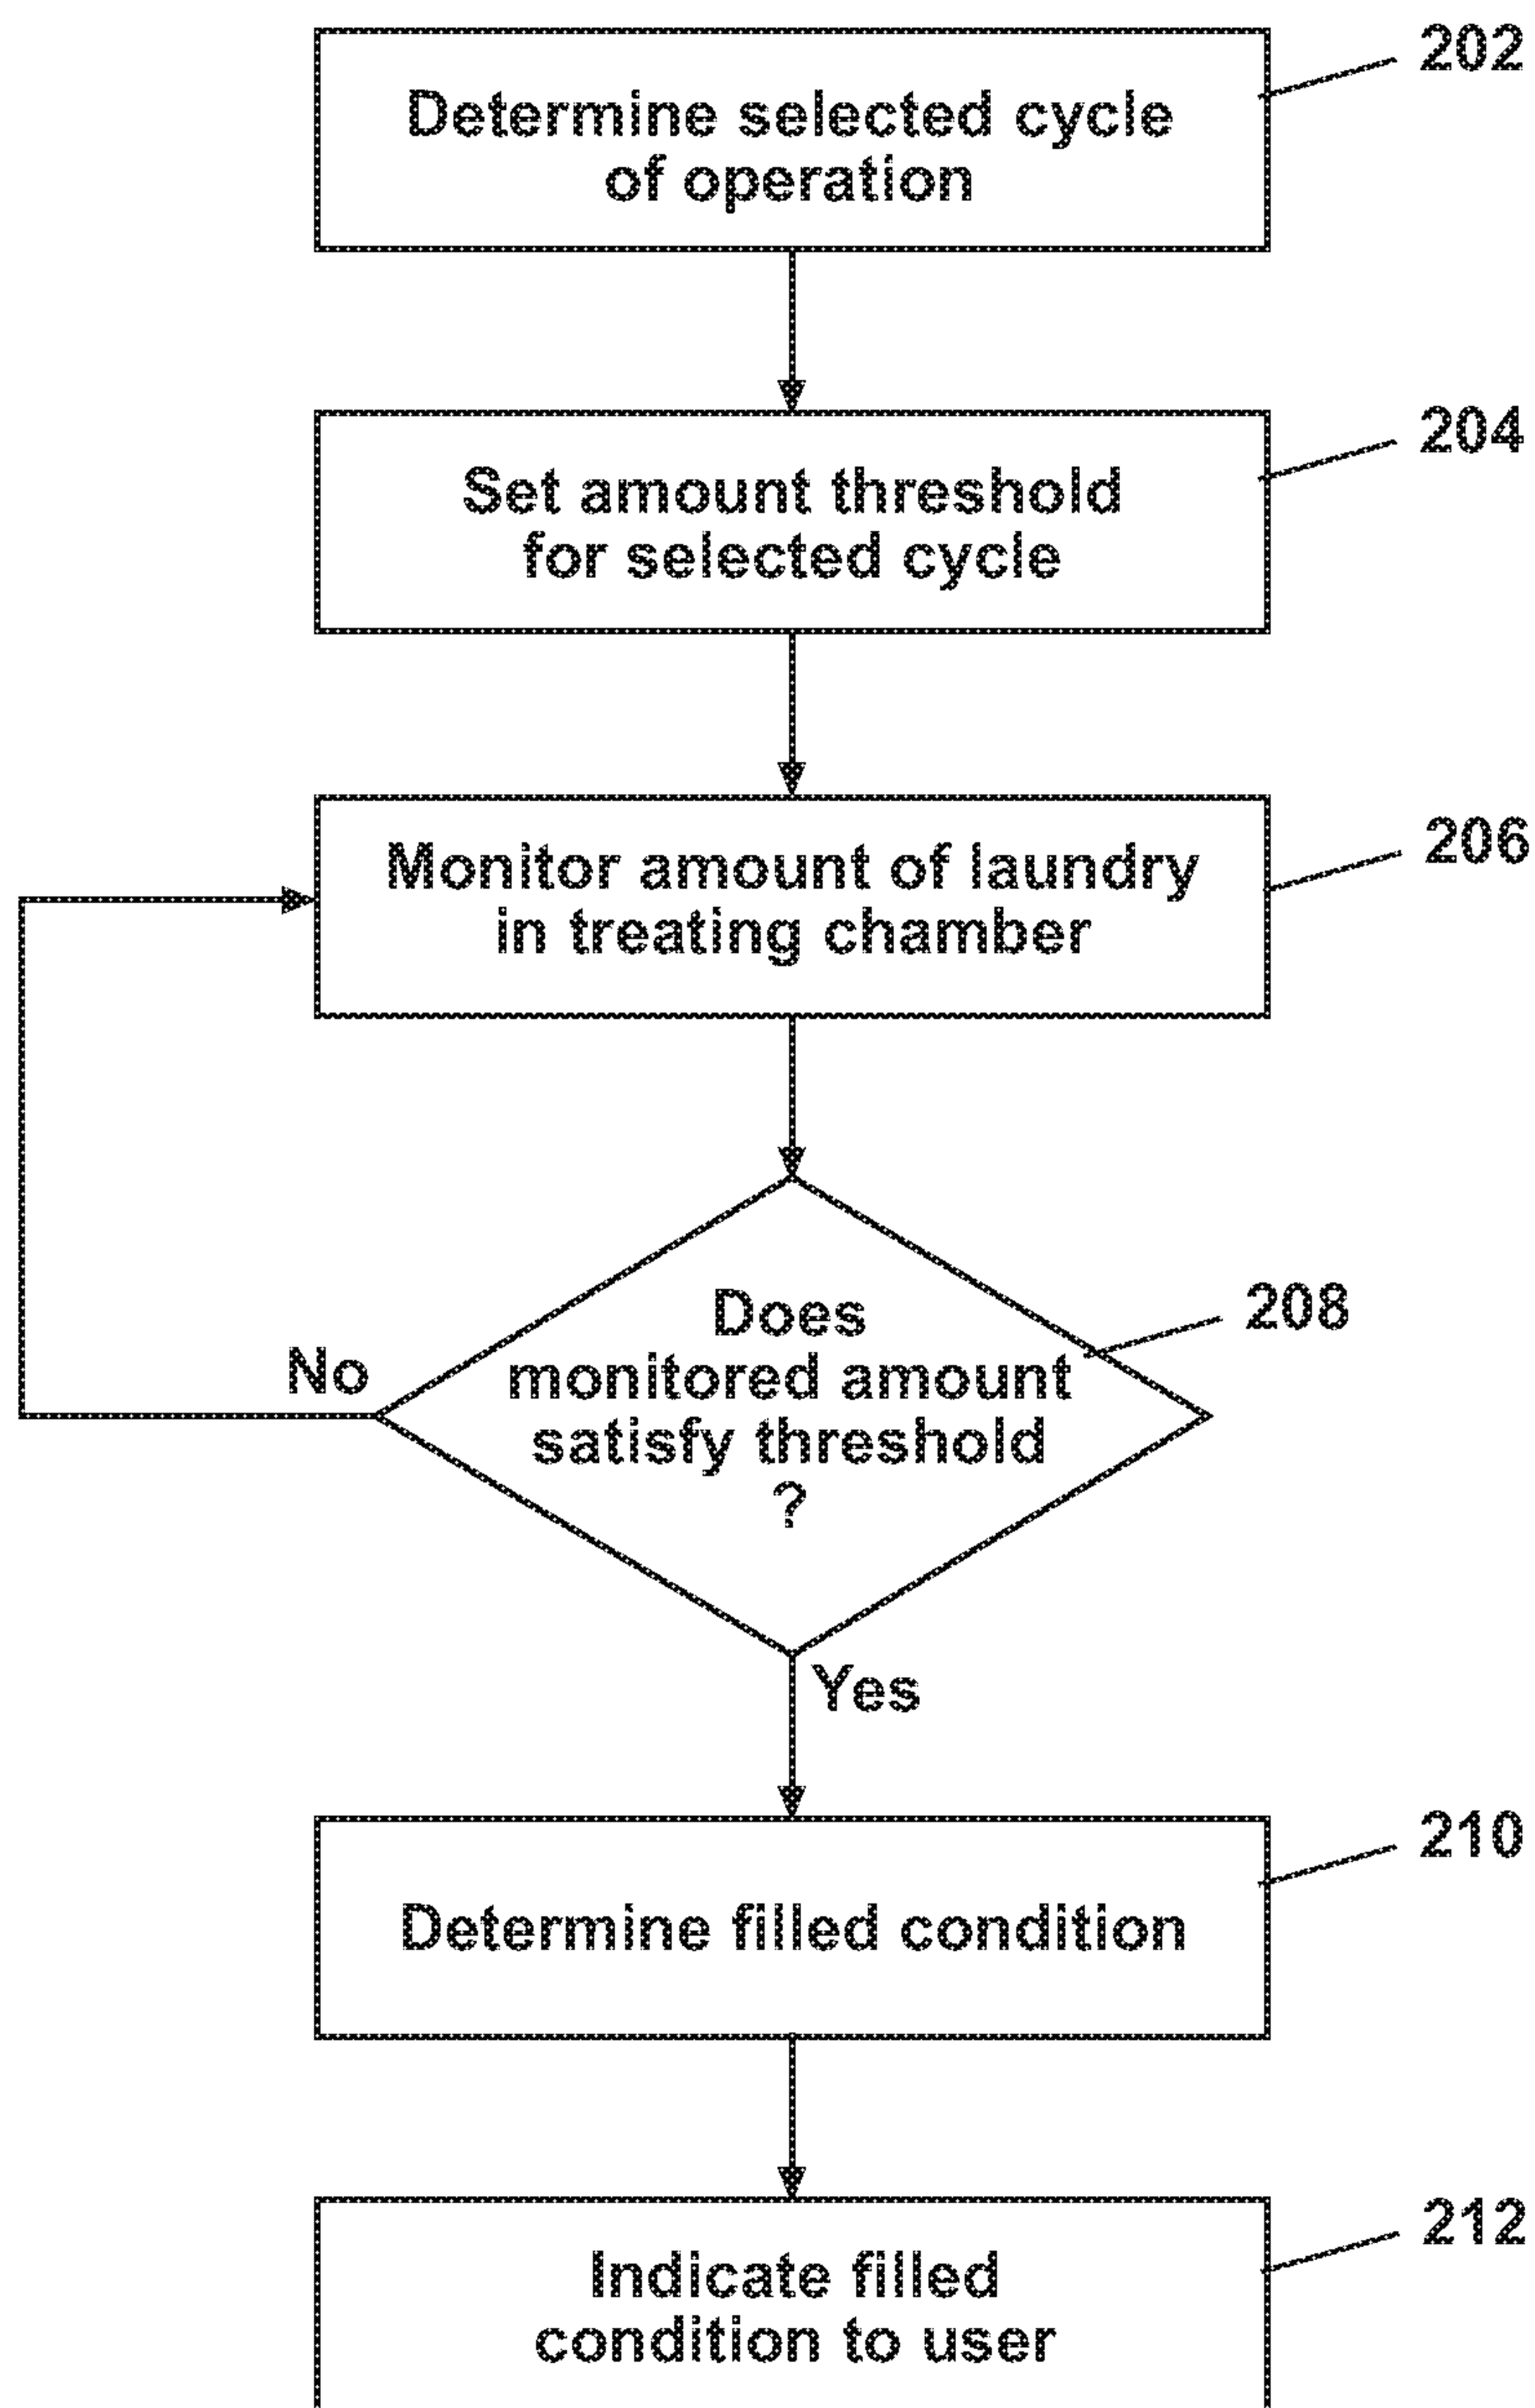 202
Determine selected cycle
of operation
204
Set amount threshold
for selected cycle
206
Monitor amount of laundry
in treating chamber
208
Does
monitored amount
satisfy threshold
?
No
Yes
210
Determine filled condition
212
Indicate filled
condition to user